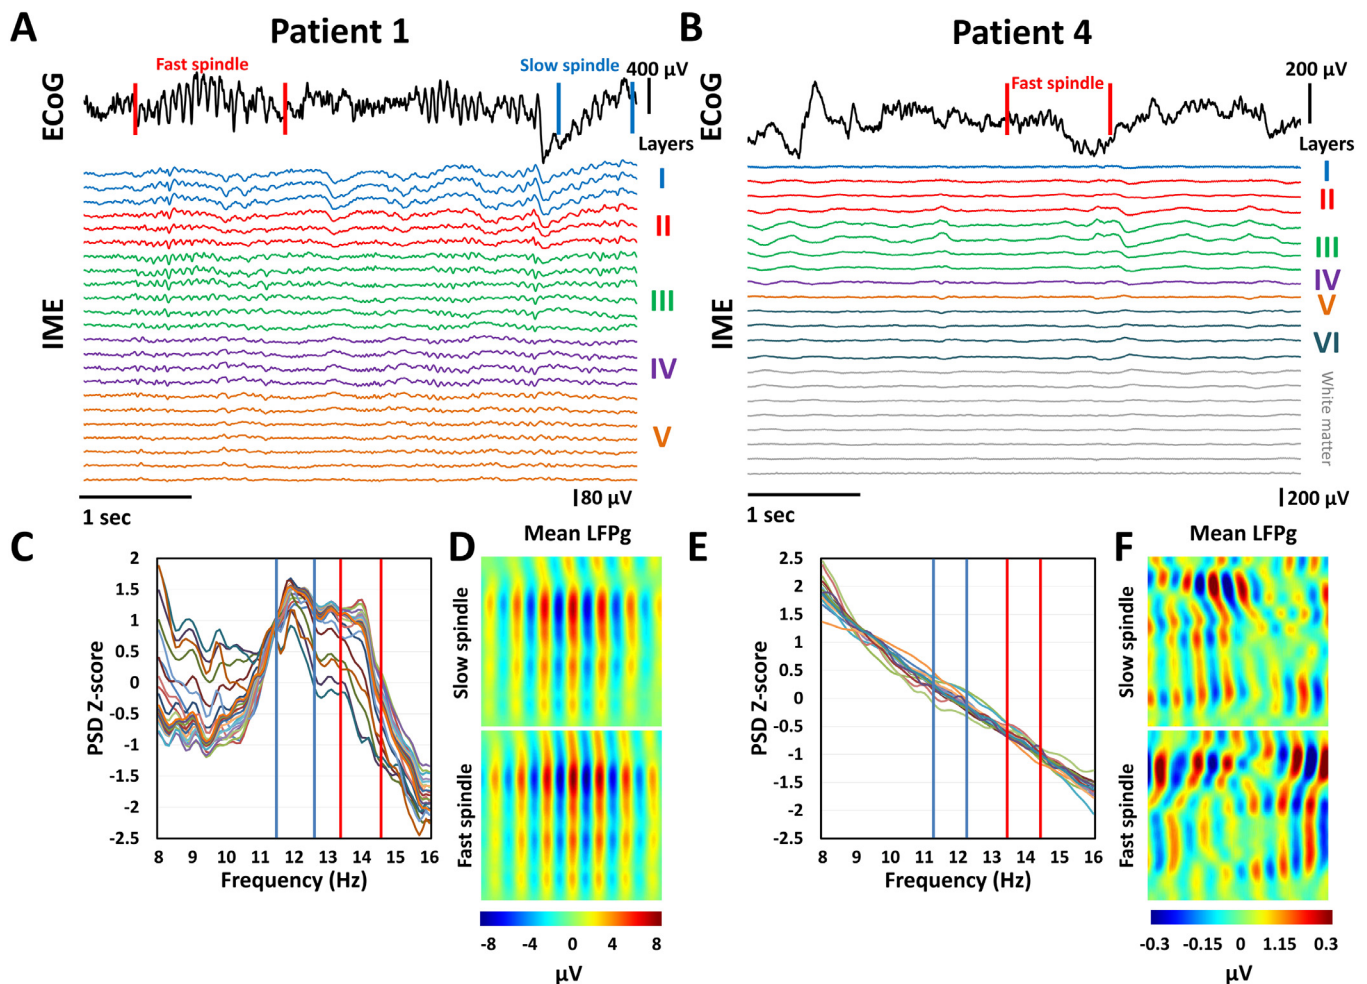 A
Patient 1
ECoG
Fast spindle
Slow spindle
400 µV
Layers
IME
I
II
III
IV
V
1 sec
80 µV
B
Patient 4
ECoG
Fast spindle
200 µV
Layers
IME
I
II
III
IV
V
VI
White matter
1 sec
200 µV
C
PSD Z-score
2
1.5
1
0.5
0
-0.5
-1
-1.5
-2
-2.5
8 9 10 11 12 13 14 15 16
Frequency (Hz)
D
Mean LFPg
Slow spindle
Fast spindle
-8 -4 0 4 8
µV
E
PSD Z-score
2.5
2
1.5
1
0.5
0
-0.5
-1
-1.5
-2
-2.5
8 9 10 11 12 13 14 15 16
Frequency (Hz)
F
Mean LFPg
Slow spindle
Fast spindle
-0.3 -0.15 0 1.15 0.3
µV